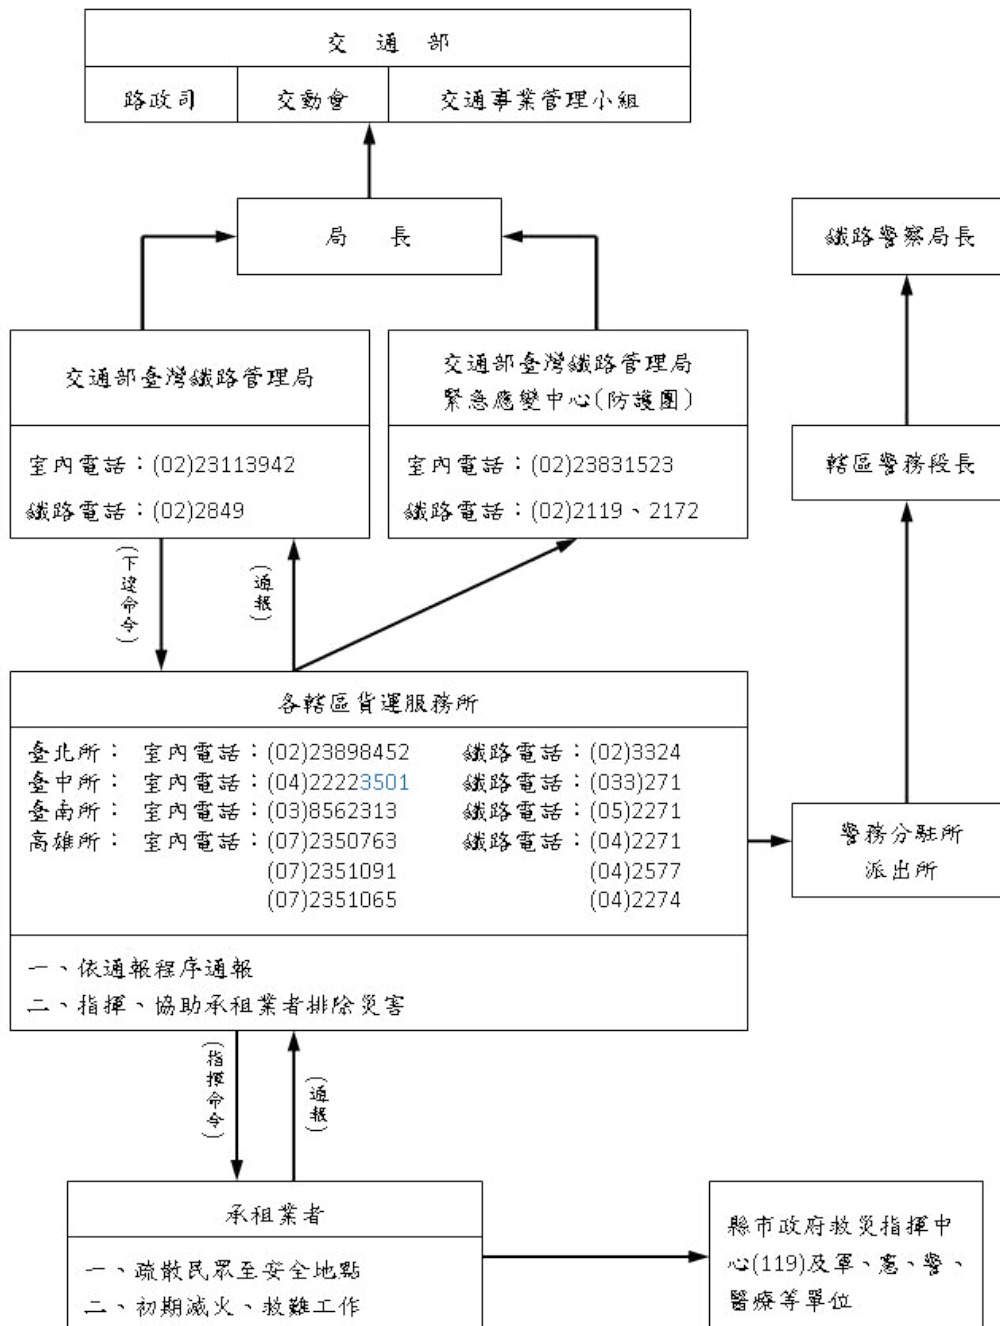 交 通 部
路政司 交動會 交通事業管理小組
局 長
鐵路警察局長
交通部臺灣鐵路管理局
室內電話：(02)23113942
鐵路電話：(02)2849
交通部臺灣鐵路管理局
緊急應變中心(防護團)
室內電話：(02)23831523
鐵路電話：(02)2119、2172
轄區警務段長
(下達命令)
(通報)
各轄區貨運服務所
臺北所： 室內電話：(02)23898452 鐵路電話：(02)3324
臺中所： 室內電話：(04)22223501 鐵路電話：(033)271
臺南所： 室內電話：(03)8562313 鐵路電話：(05)2271
高雄所： 室內電話：(07)2350763 鐵路電話：(04)2271
(07)2351091 (04)2577
(07)2351065 (04)2274
一、依通報程序通報
二、指揮、協助承租業者排除災害
警務分駐所
派出所
(指揮命令)
(通報)
承租業者
一、疏散民眾至安全地點
二、初期滅火、救難工作
縣市政府救災指揮中
心(119)及軍、憲、警、
醫療等單位